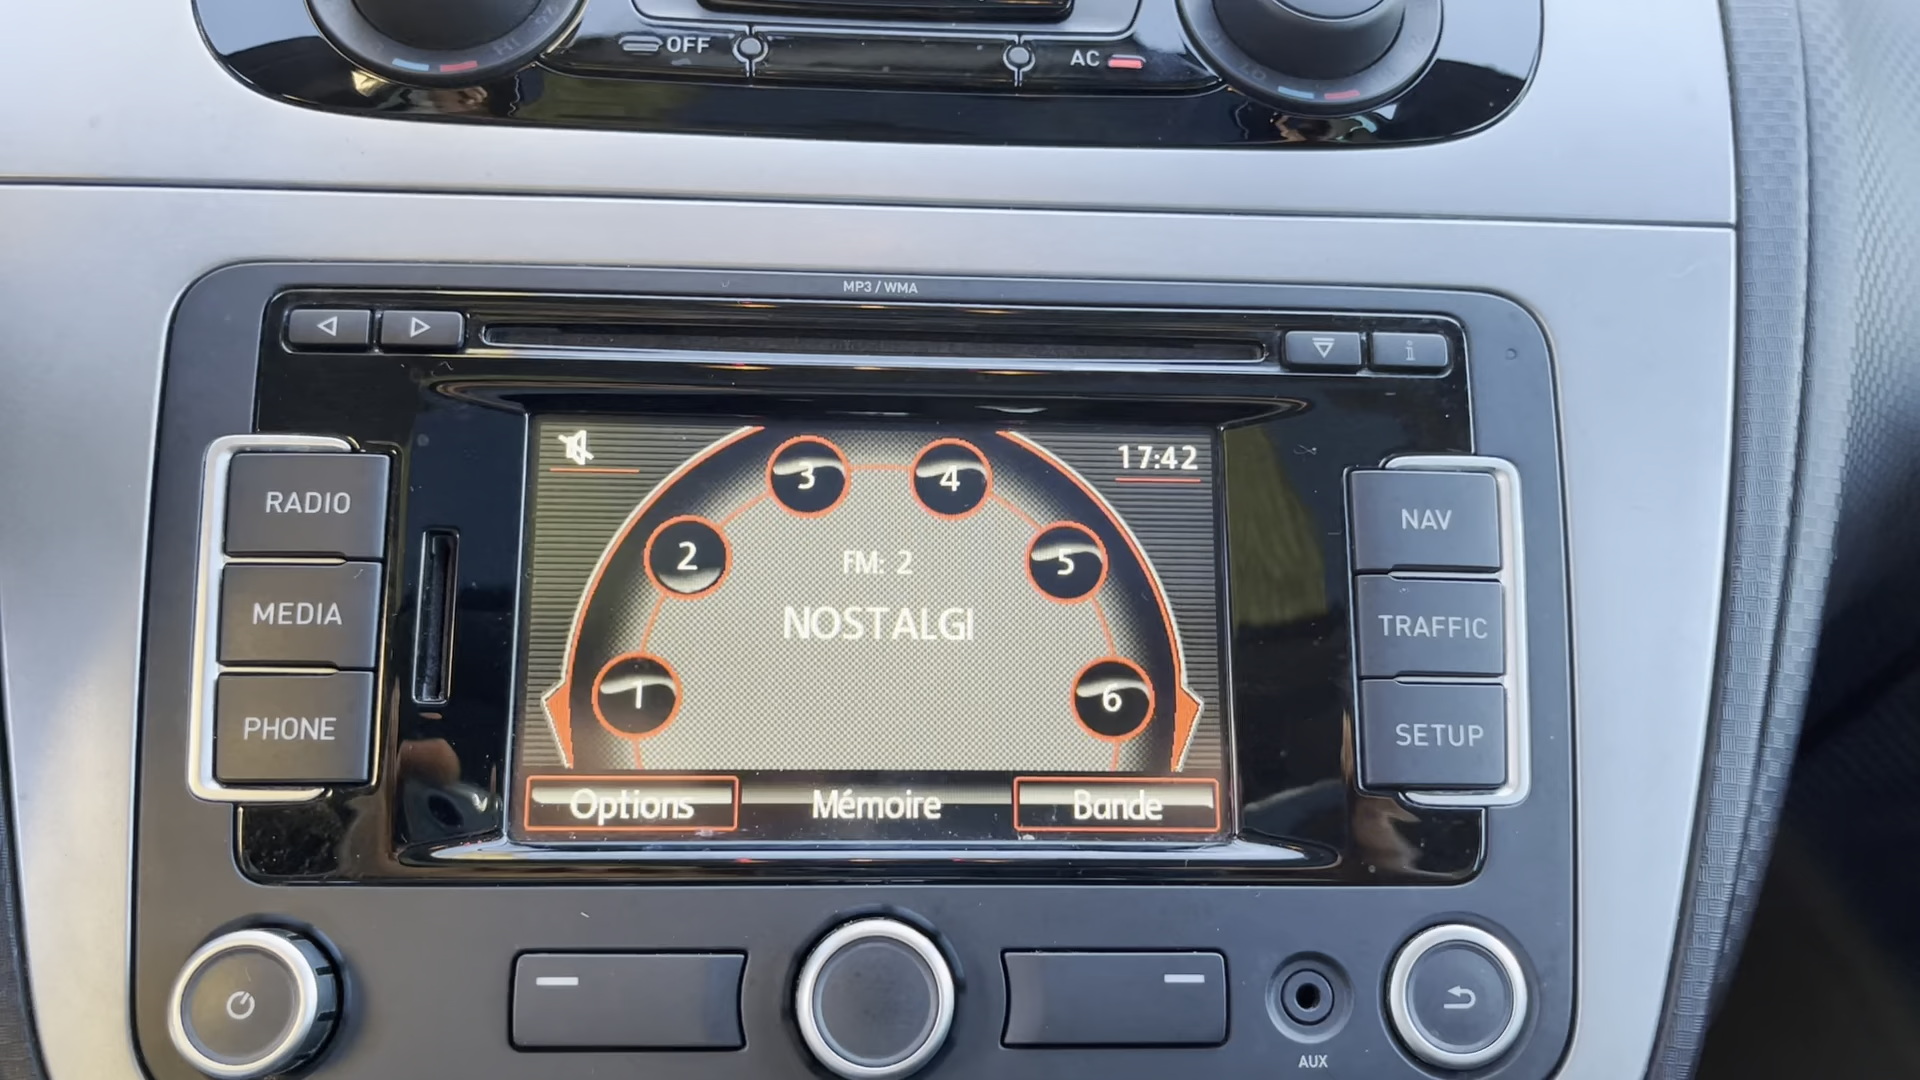 OFF
AC
MP3 / WMA
17:42
3
4
RADIO
2
5
NAV
FM: 2
MEDIA
NOSTALGI
TRAFFIC
1
6
PHONE
SETUP
Options
Mémoire
Bande
AUX